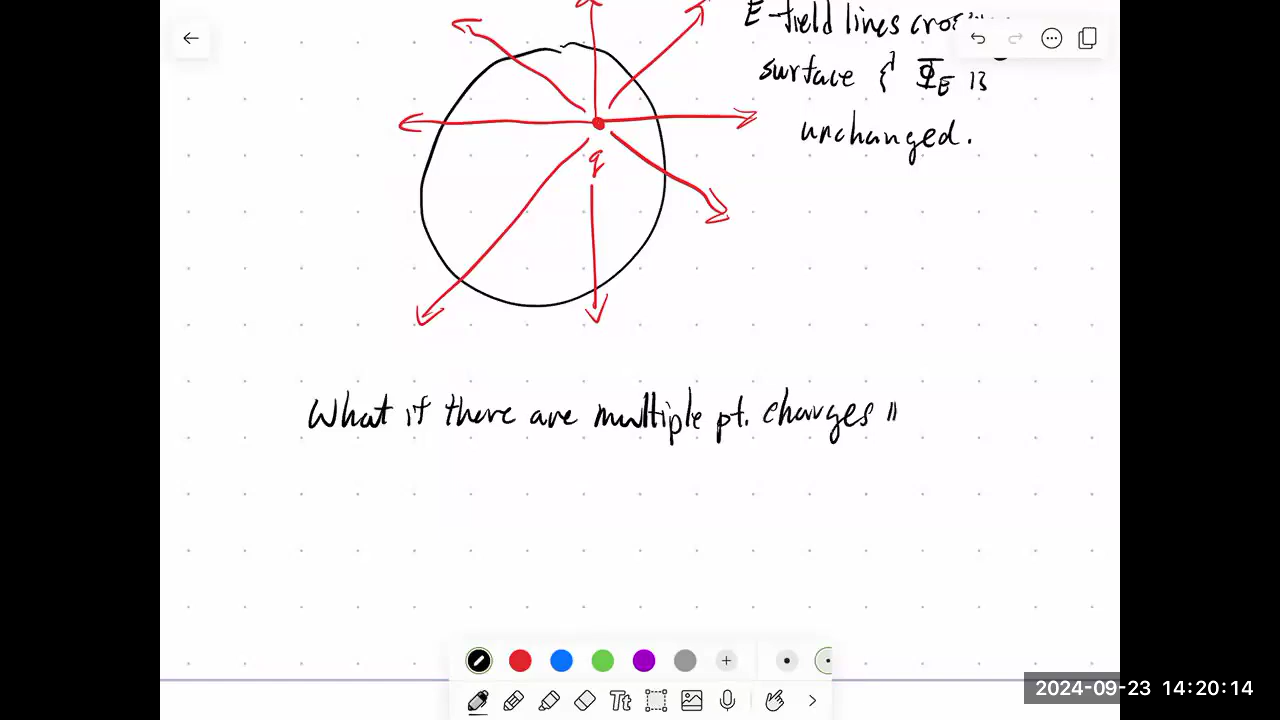 E-field lines
surface & Φ_E is
unchanged.
q
What if there are multiple pt. charges
Tt
2024-09-23 14:20:14